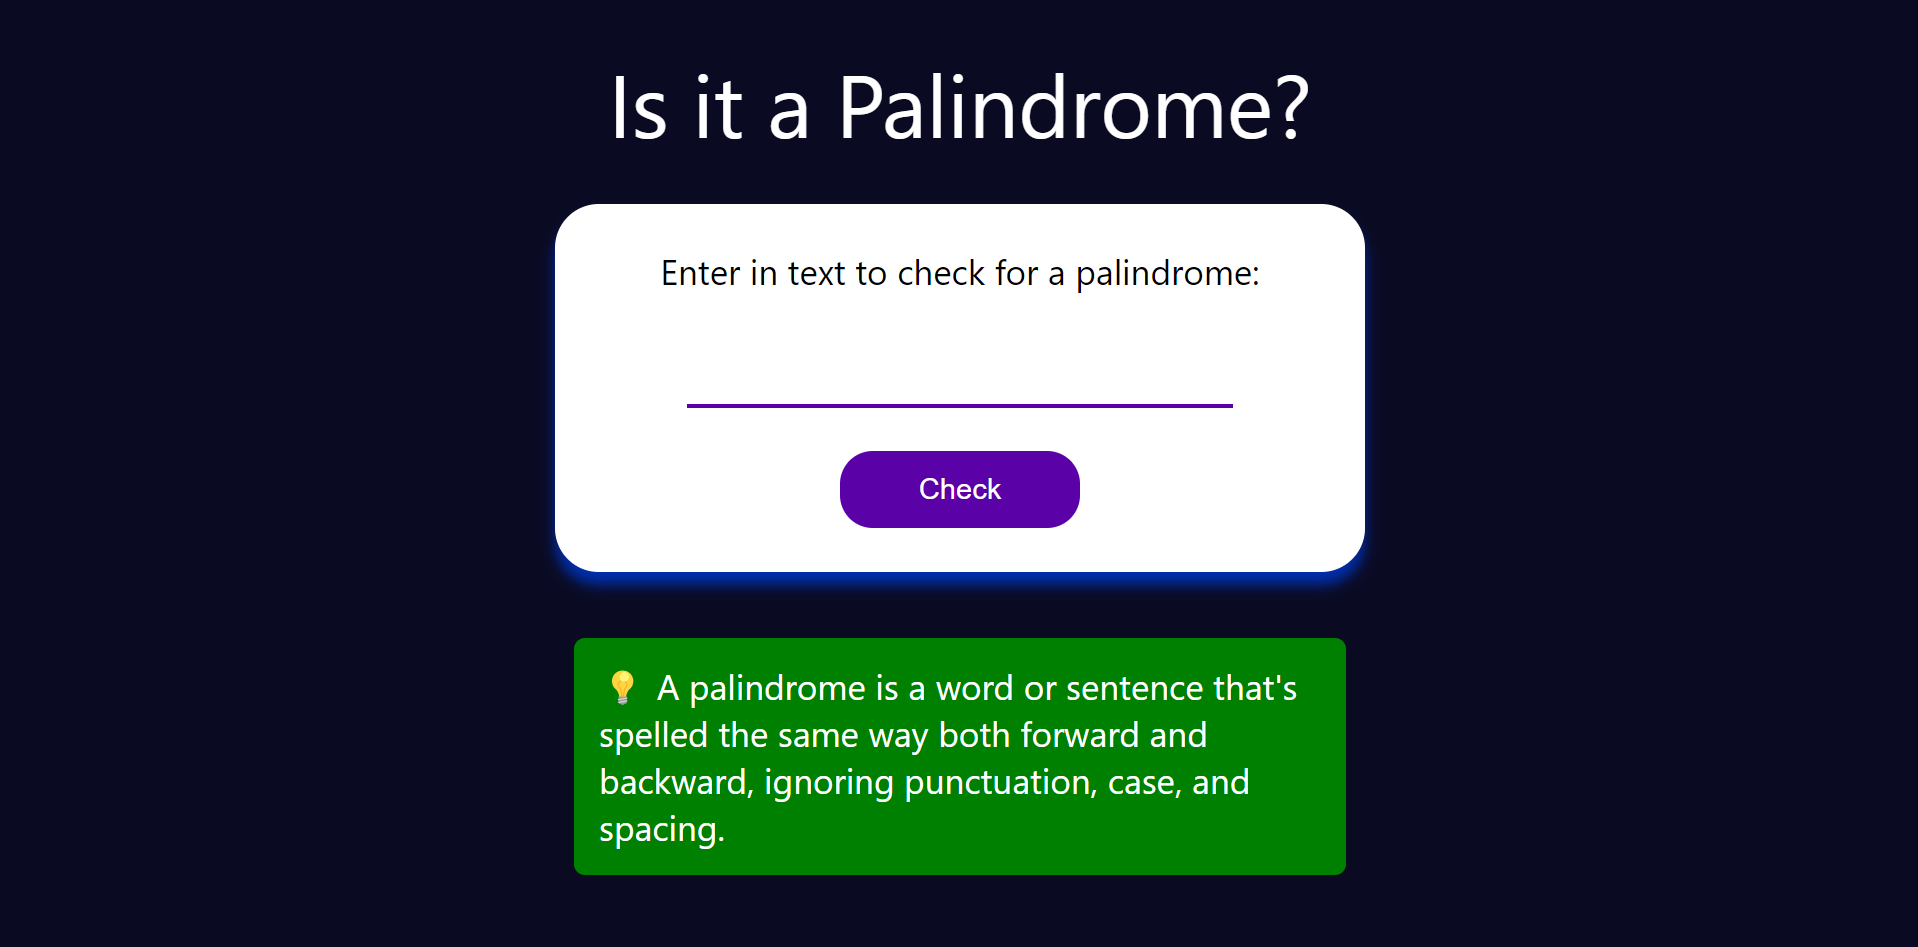 Is it a Palindrome?
Enter in text to check for a palindrome:
Check
💡 A palindrome is a word or sentence that's
spelled the same way both forward and
backward, ignoring punctuation, case, and
spacing.